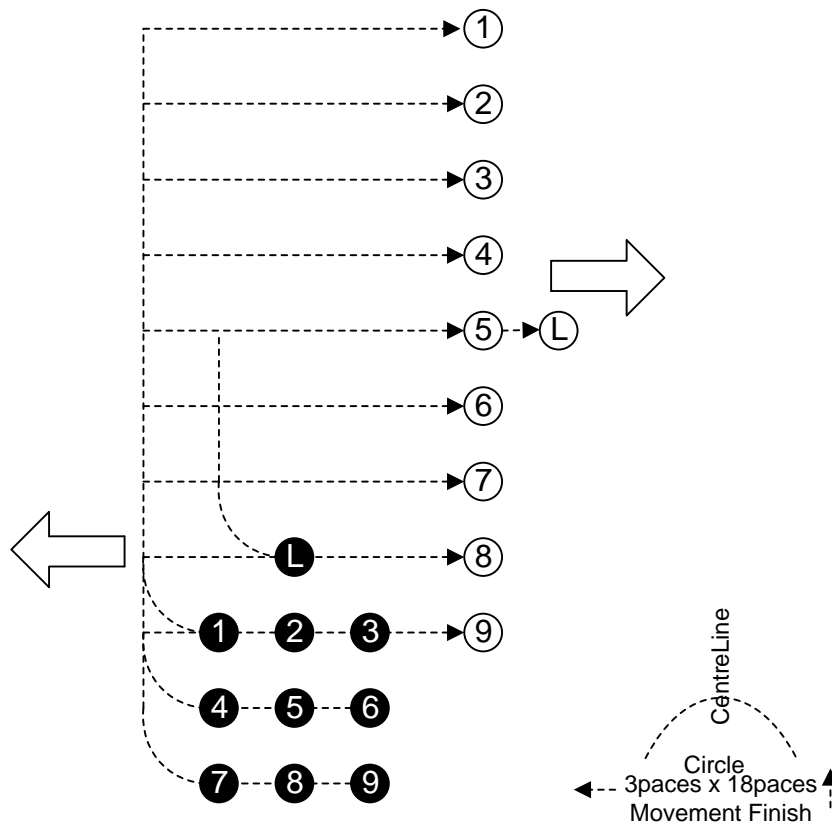 1
2
3
4
5 L
6
7
L 8
1 2 3 9
4 5 6
7 8 9
CentreLine
Circle
3paces x 18paces
Movement Finish